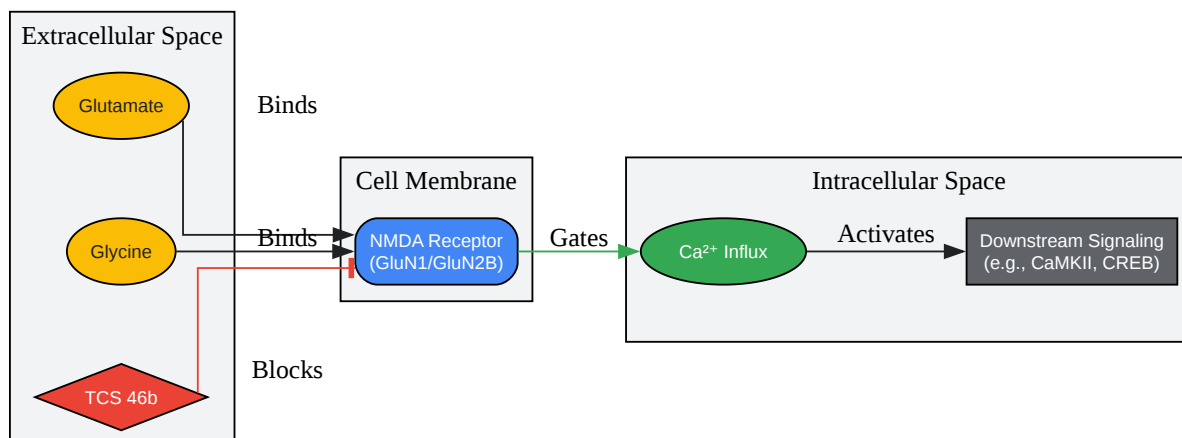 Extracellular Space
Glutamate
Binds
Glycine
Binds
TCS 46b
Blocks
Cell Membrane
NMDA Receptor
(GluN1/GluN2B)
Gates
Intracellular Space
Ca²⁺ Influx
Activates
Downstream Signaling
(e.g., CaMKII, CREB)